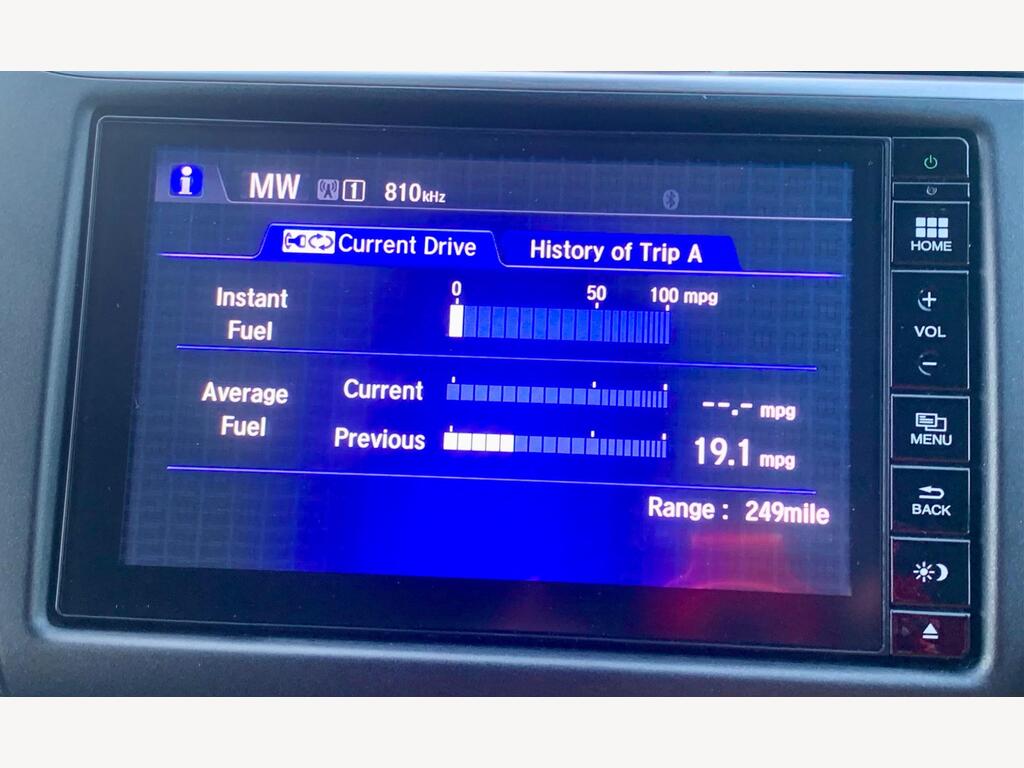 i MW 1 810kHz
Current Drive History of Trip A
Instant Fuel
0 50 100 mpg
Average Fuel
Current --.- mpg
Previous 19.1 mpg
Range : 249mile
HOME
+
VOL
−
MENU
BACK